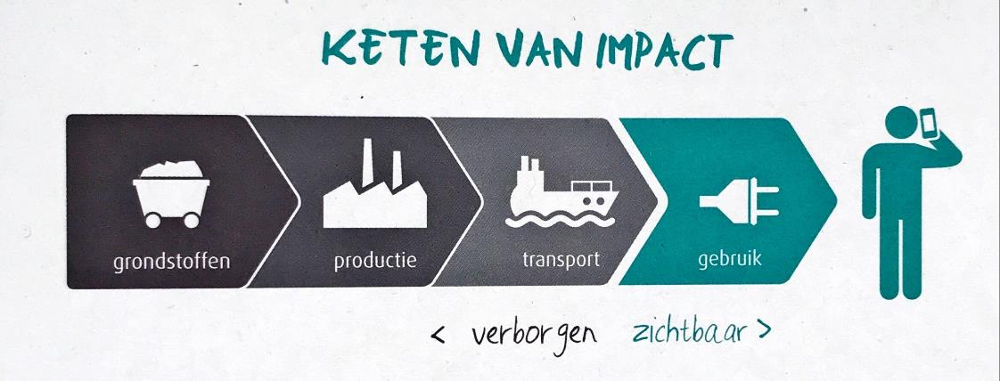 KETEN VAN IMPACT
grondstoffen productie transport gebruik
< verborgen zichtbaar >